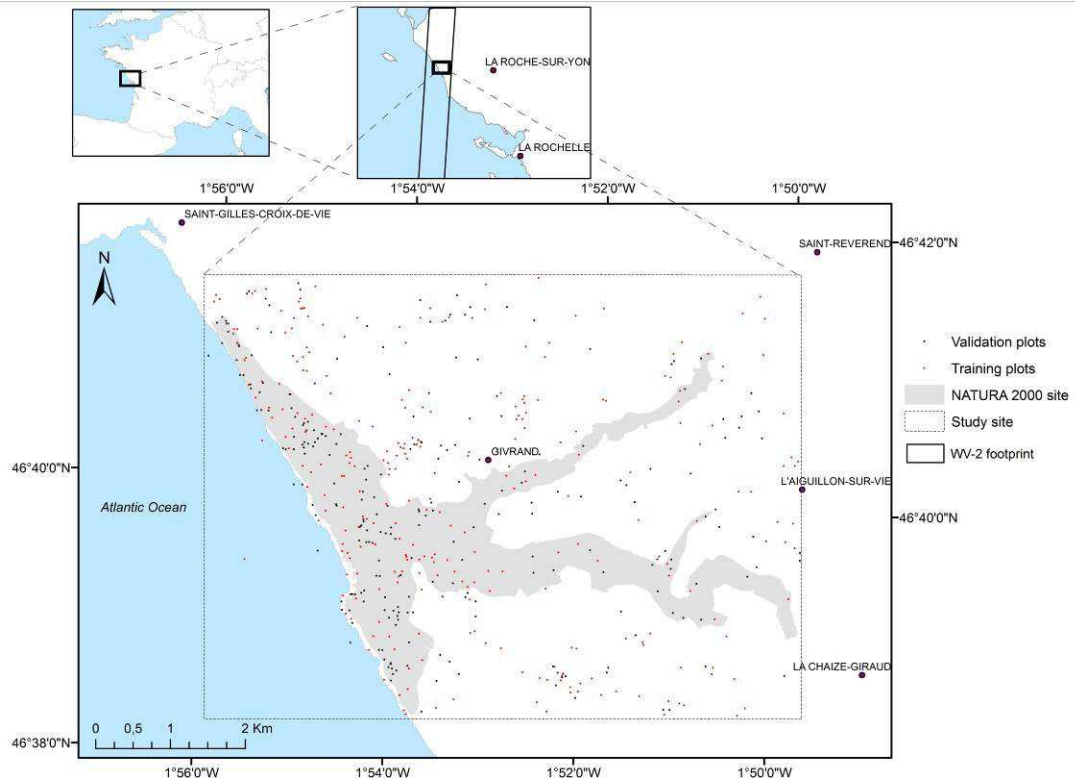 LA ROCHE-SUR-YON
LA ROCHELLE
1°56'0"W
1°54'0"W
1°52'0"W
1°50'0"W
SAINT-GILLES-CROIX-DE-VIE
SAINT-REVEREND
46°42'0"N
N
Validation plots
Training plots
NATURA 2000 site
Study site
WV-2 footprint
GIVRAND
46°40'0"N
L'AIGUILLON-SUR-VIE
Atlantic Ocean
46°40'0"N
LA CHAIZE-GIRAUD
0 0,5 1 2 Km
46°38'0"N
1°56'0"W
1°54'0"W
1°52'0"W
1°50'0"W